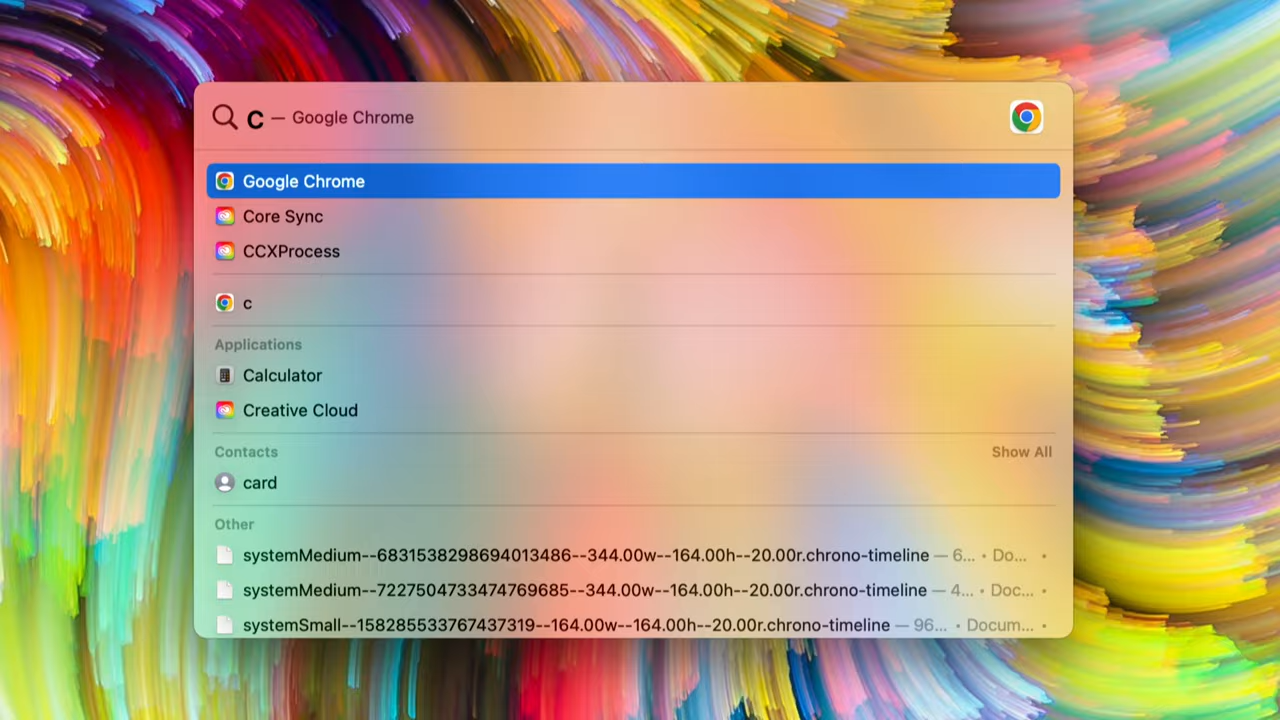 C — Google Chrome
Google Chrome
Core Sync
CCXProcess
c
Applications
Calculator
Creative Cloud
Contacts Show All
card
Other
systemMedium--6831538298694013486--344.00w--164.00h--20.00r.chrono-timeline — 6... • Do... •
systemMedium--7227504733474769685--344.00w--164.00h--20.00r.chrono-timeline — 4... • Doc... •
systemSmall--158285533767437319--164.00w--164.00h--20.00r.chrono-timeline — 96... • Docum... •